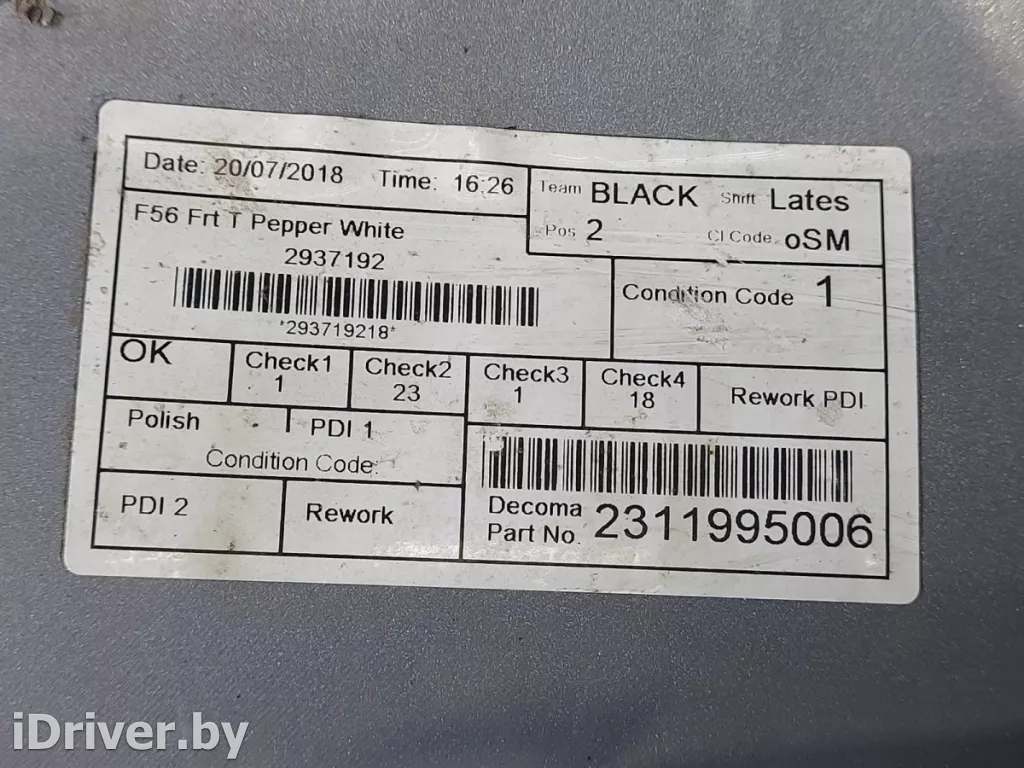 Date: 20/07/2018 Time: 16:26
Team BLACK Shift Lates
Pos 2 CI Code oSM
F56 Frt T Pepper White
2937192
*293719218*
Condition Code 1
OK
Check1
1
Check2
23
Check3
1
Check4
18
Rework PDI
Polish
PDI 1
Condition Code:
PDI 2
Rework
Decoma
Part No. 2311995006
iDriver.by